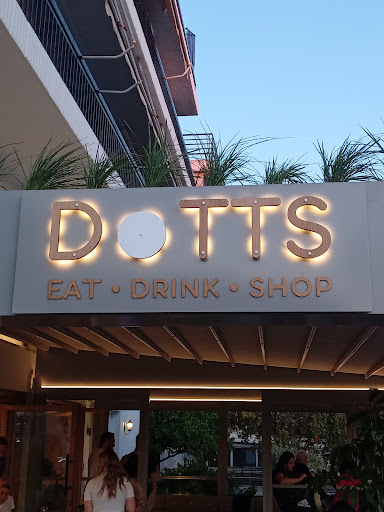 DOTTS
EAT • DRINK • SHOP